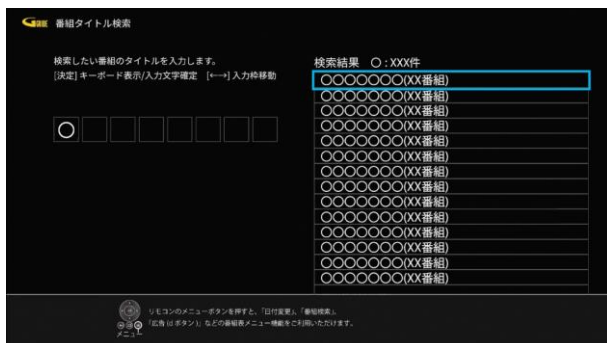 GGUIDE 番組タイトル検索
検索したい番組のタイトルを入力します。
[決定] キーボード表示/入力文字確定 [←→] 入力枠移動
○
検索結果 ○ : XXX件
○○○○○○○(XX番組)
○○○○○○○(XX番組)
○○○○○○○(XX番組)
○○○○○○○(XX番組)
○○○○○○○(XX番組)
○○○○○○○(XX番組)
○○○○○○○(XX番組)
○○○○○○○(XX番組)
○○○○○○○(XX番組)
○○○○○○○(XX番組)
○○○○○○○(XX番組)
○○○○○○○(XX番組)
○○○○○○○(XX番組)
○○○○○○○(XX番組)
リモコンのメニューボタンを押すと、「日付変更」、「番組検索」、
「広告 (d ボタン)」などの番組表メニュー機能をご利用いただけます。
メニュー